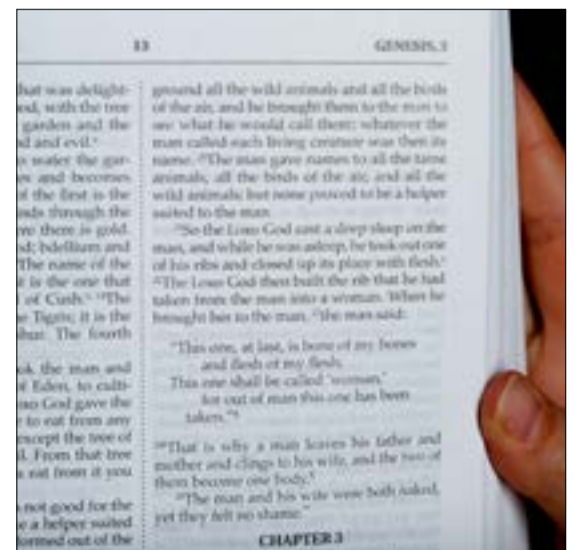 13 GENESIS, 3
that was delight-
od, with the tree
garden and the
d and evil.
o water the gar-
es and becomes
f the first is the
nds through the
re there is gold.
d; bdellium and
The name of the
t is the one that
of Cush. The
e Tigris; it is the
shur. The fourth
ok the man and
f Eden, to culti-
God gave the
to eat from any
except the tree of
l. From that tree
eat from it you
not good for the
e a helper suited
formed out of the
ground all the wild animals and all the birds
of the air, and he brought them to the man to
see what he would call them; whatever the
man called each living creature was then its
name. 20The man gave names to all the tame
animals, all the birds of the air, and all the
wild animals; but none proved to be a helper
suited to the man.
21So the LORD God cast a deep sleep on the
man, and while he was asleep, he took out one
of his ribs and closed up its place with flesh.
22The LORD God then built the rib that he had
taken from the man into a woman. When he
brought her to the man, 23the man said:
"This one, at last, is bone of my bones
and flesh of my flesh;
This one shall be called 'woman,'
for out of man this one has been
taken."
24That is why a man leaves his father and
mother and clings to his wife, and the two of
them become one body.
25The man and his wife were both naked,
yet they felt no shame.
CHAPTER 3